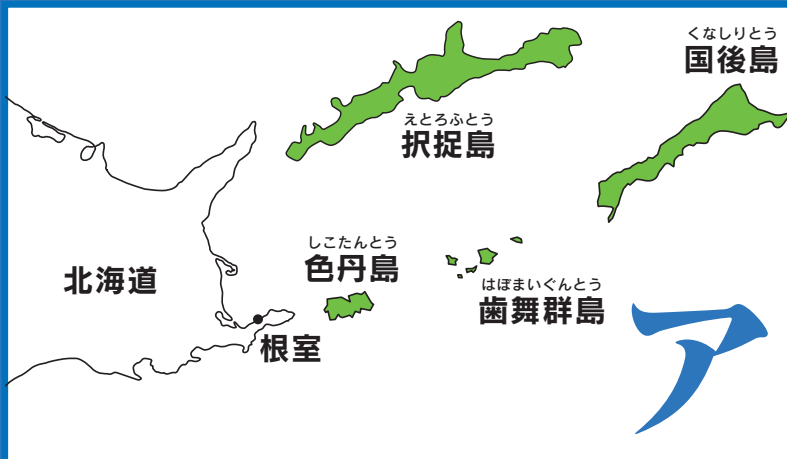 くなしりとう
国後島
えとろふとう
択捉島
しこたんとう
色丹島
北海道
はぼまいぐんとう
歯舞群島
根室
ア